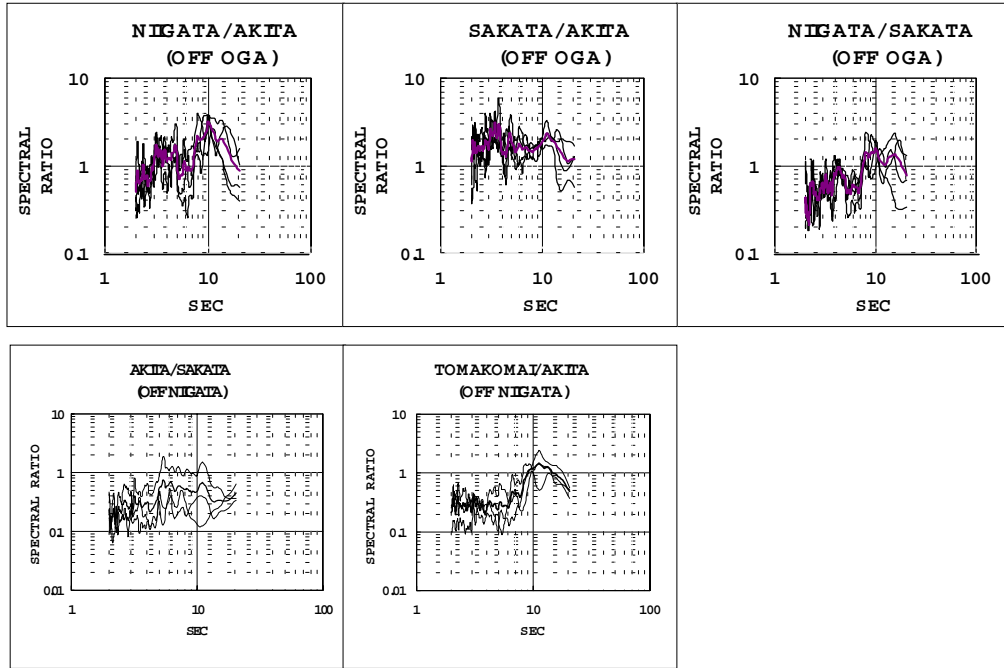 NIIGATA/AKITA
(OFF OGA)
10
1
0.1
SPECTRAL
RATIO
1
10
100
SEC
SAKATA/AKITA
(OFF OGA)
10
1
0.1
SPECTRAL
RATIO
1
10
100
SEC
NIIGATA/SAKATA
(OFF OGA)
10
1
0.1
SPECTRAL
RATIO
1
10
100
SEC
AKITA/SAKATA
(OFF NIIGATA)
10
1
0.1
0.01
SPECTRAL RATIO
1
10
100
SEC
TOMAKOMAI/AKITA
(OFF NIIGATA)
10
1
0.1
0.01
SPECTRAL RATIO
1
10
100
SEC